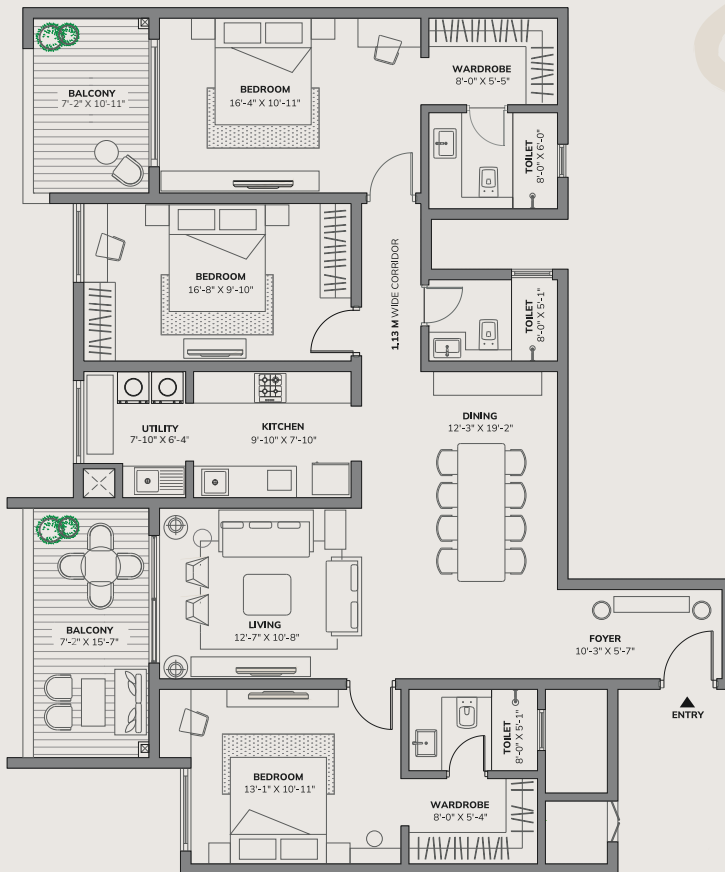 BALCONY
7'-2" X 10'-11"
BEDROOM
16'-4" X 10'-11"
WARDROBE
8'-0" X 5'-5"
TOILET
8'-0" X 6'-0"
BEDROOM
16'-8" X 9'-10"
1.13 M WIDE CORRIDOR
TOILET
8'-0" X 5'-1"
UTILITY
7'-10" X 6'-4"
KITCHEN
9'-10" X 7'-10"
DINING
12'-3" X 19'-2"
BALCONY
7'-2" X 15'-7"
LIVING
12'-7" X 10'-8"
FOYER
10'-3" X 5'-7"
ENTRY
BEDROOM
13'-1" X 10'-11"
TOILET
8'-0" X 5'-1"
WARDROBE
8'-0" X 5'-4"